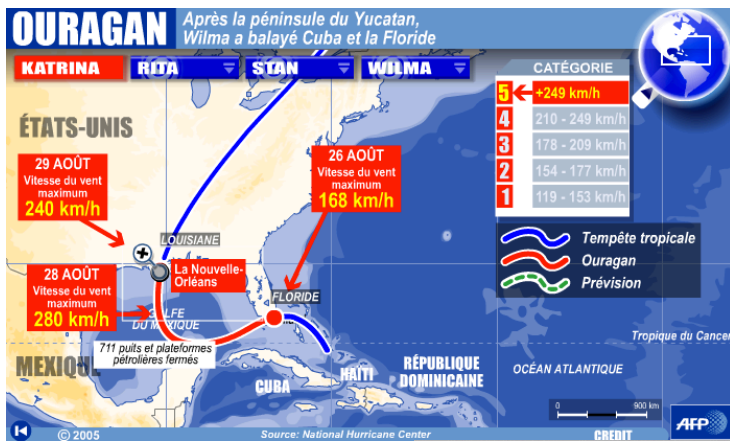 OURAGAN
Après la péninsule du Yucatan,
Wilma a balayé Cuba et la Floride
KATRINA
RITA
STAN
WILMA
CATÉGORIE
5 +249 km/h
4 210 - 249 km/h
3 178 - 209 km/h
2 154 - 177 km/h
1 119 - 153 km/h
ÉTATS-UNIS
29 AOÛT
Vitesse du vent
maximum
240 km/h
26 AOÛT
Vitesse du vent
maximum
168 km/h
LOUISIANE
Tempête tropicale
Ouragan
Prévision
28 AOÛT
Vitesse du vent
maximum
280 km/h
La Nouvelle-
Orléans
FLORIDE
GOLFE
DU MEXIQUE
711 puits et plateformes
pétrolières fermés
MEXIQUE
Tropique du Cancer
CUBA
HAÏTI
RÉPUBLIQUE
DOMINICAINE
OCÉAN ATLANTIQUE
0 900 km
© 2005
Source: National Hurricane Center
CREDIT
AFP